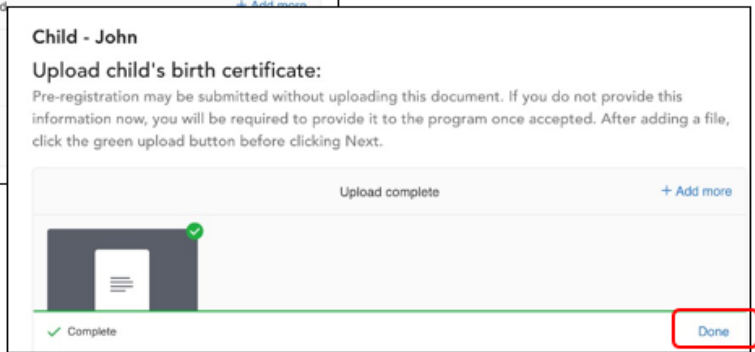 + Add more
Child - John
Upload child's birth certificate:
Pre-registration may be submitted without uploading this document. If you do not provide this
information now, you will be required to provide it to the program once accepted. After adding a file,
click the green upload button before clicking Next.
Upload complete
+ Add more
Complete
Done